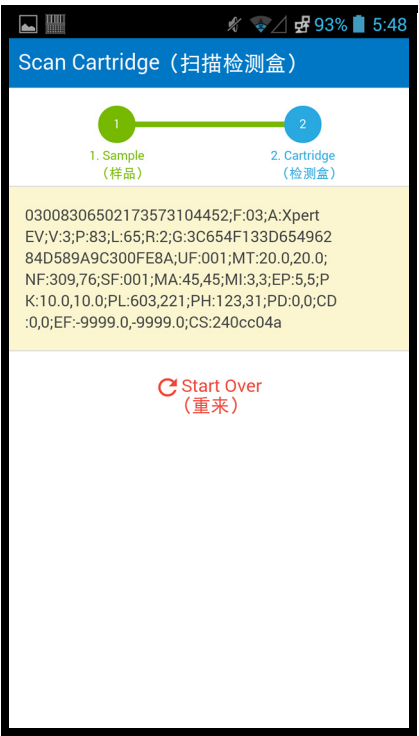 93% 5:48
Scan Cartridge（扫描检测盒）
1 2
1. Sample 2. Cartridge
（样品） （检测盒）
03008306502173573104452;F:03;A:Xpert
EV;V:3;P:83;L:65;R:2;G:3C654F133D654962
84D589A9C300FE8A;UF:001;MT:20.0,20.0;
NF:309,76;SF:001;MA:45,45;MI:3,3;EP:5,5;P
K:10.0,10.0;PL:603,221;PH:123,31;PD:0,0;CD
:0,0;EF:-9999.0,-9999.0;CS:240cc04a
Start Over
（重来）